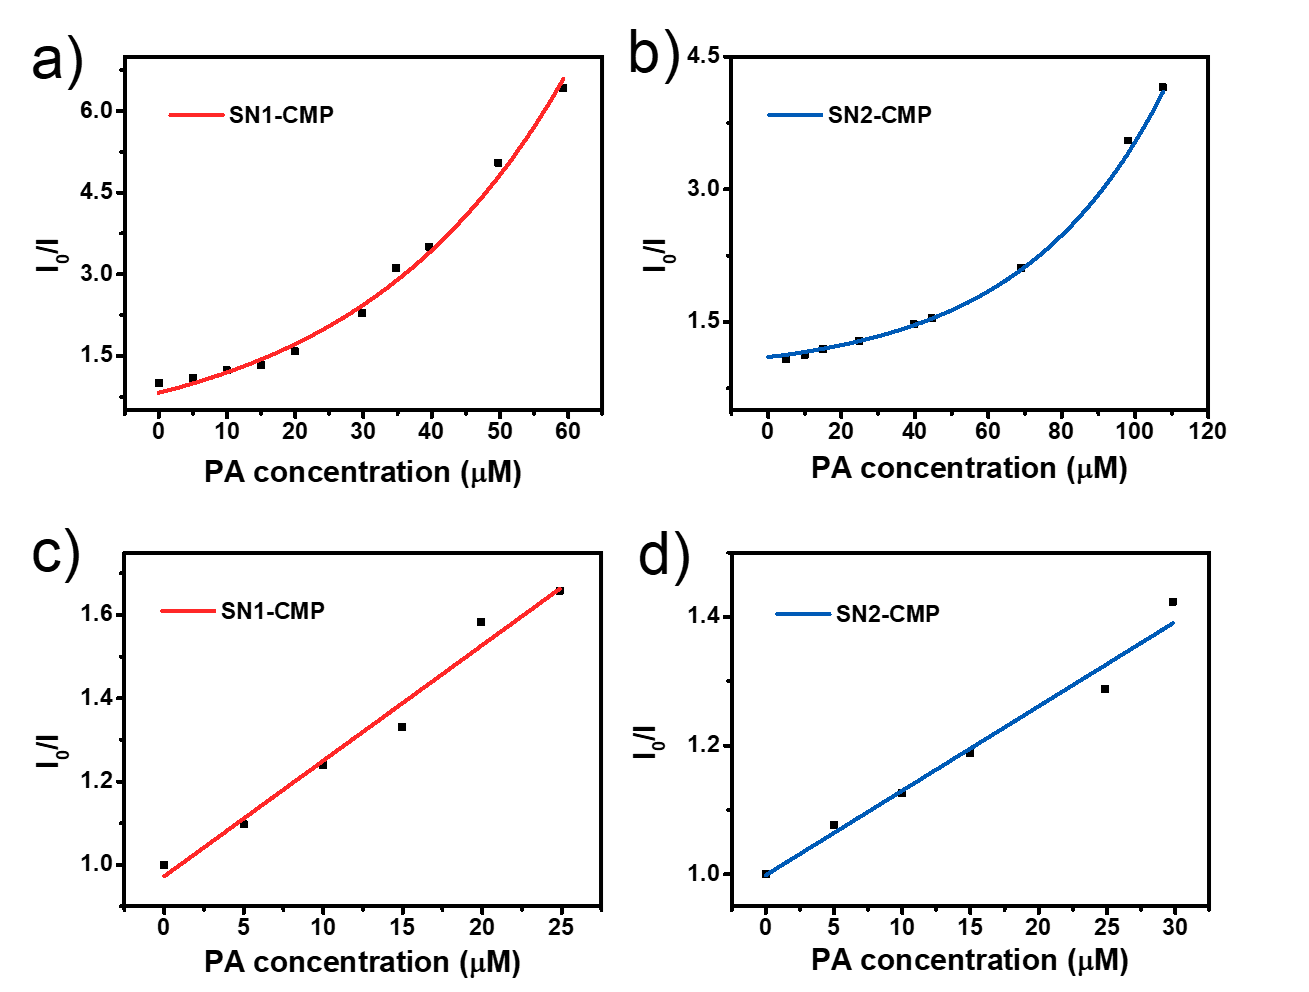 a)
SN1-CMP
6.0
4.5
3.0
1.5
I0/I
0 10 20 30 40 50 60
PA concentration (μM)
b)
SN2-CMP
4.5
3.0
1.5
I0/I
0 20 40 60 80 100 120
PA concentration (μM)
c)
SN1-CMP
1.6
1.4
1.2
1.0
I0/I
0 5 10 15 20 25
PA concentration (μM)
d)
SN2-CMP
1.4
1.2
1.0
I0/I
0 5 10 15 20 25 30
PA concentration (μM)